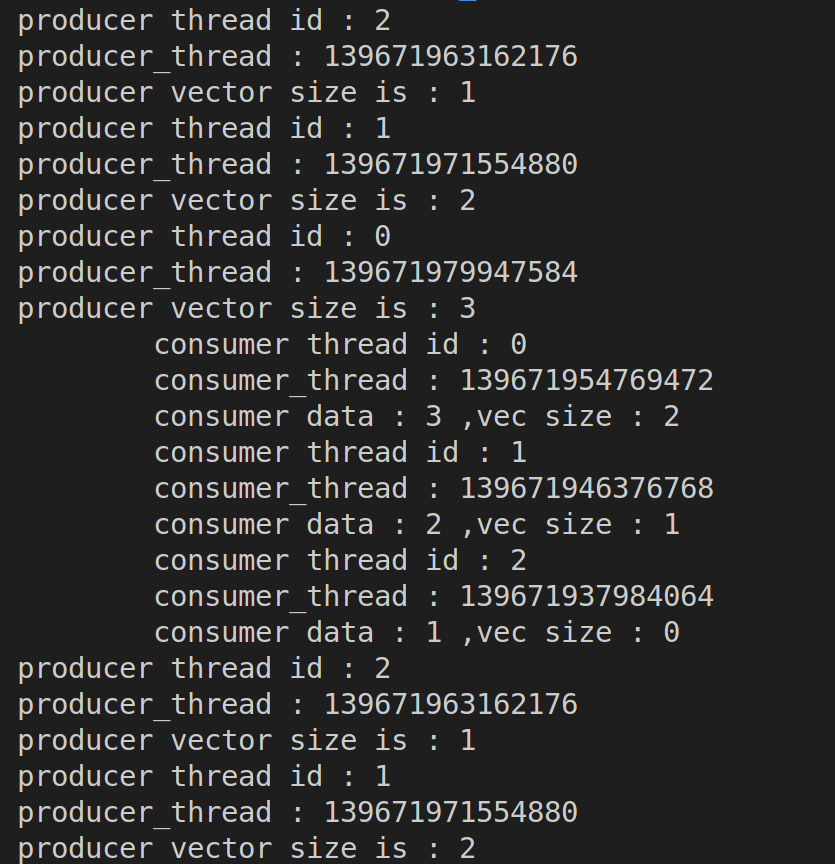 producer thread id : 2
producer_thread : 139671963162176
producer vector size is : 1
producer thread id : 1
producer_thread : 139671971554880
producer vector size is : 2
producer thread id : 0
producer_thread : 139671979947584
producer vector size is : 3
consumer thread id : 0
consumer_thread : 139671954769472
consumer data : 3 ,vec size : 2
consumer thread id : 1
consumer_thread : 139671946376768
consumer data : 2 ,vec size : 1
consumer thread id : 2
consumer_thread : 139671937984064
consumer data : 1 ,vec size : 0
producer thread id : 2
producer_thread : 139671963162176
producer vector size is : 1
producer thread id : 1
producer_thread : 139671971554880
producer vector size is : 2